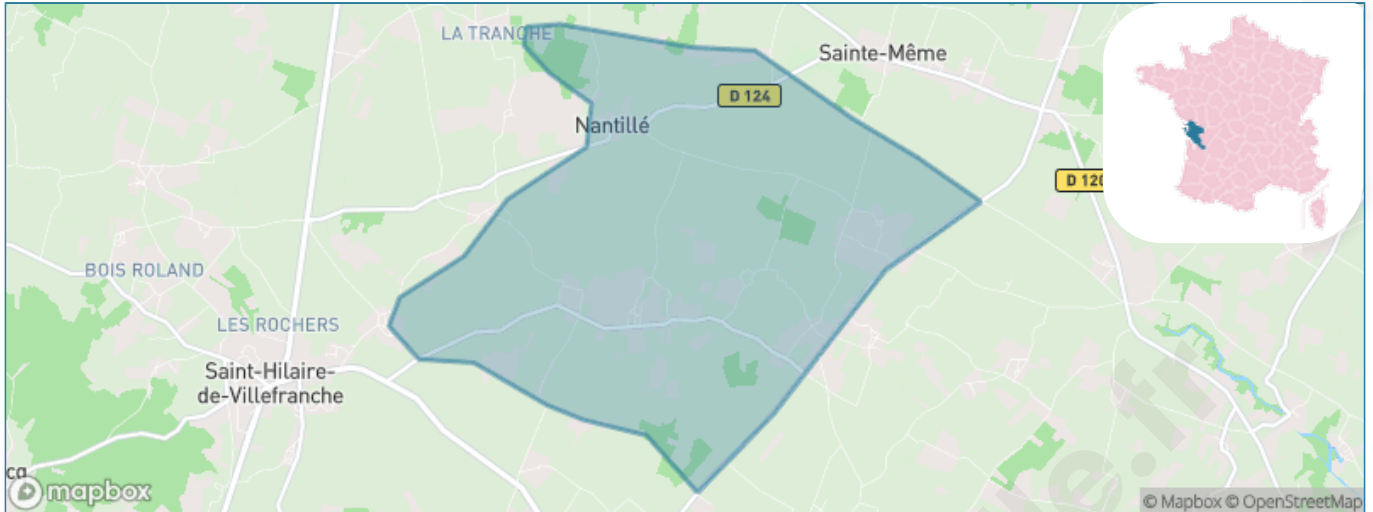 LA TRANCHE
Sainte-Même
D 124
Nantillé
D 120
BOIS ROLAND
LES ROCHERS
Saint-Hilaire-
de-Villefranche
mapbox
© Mapbox © OpenStreetMap